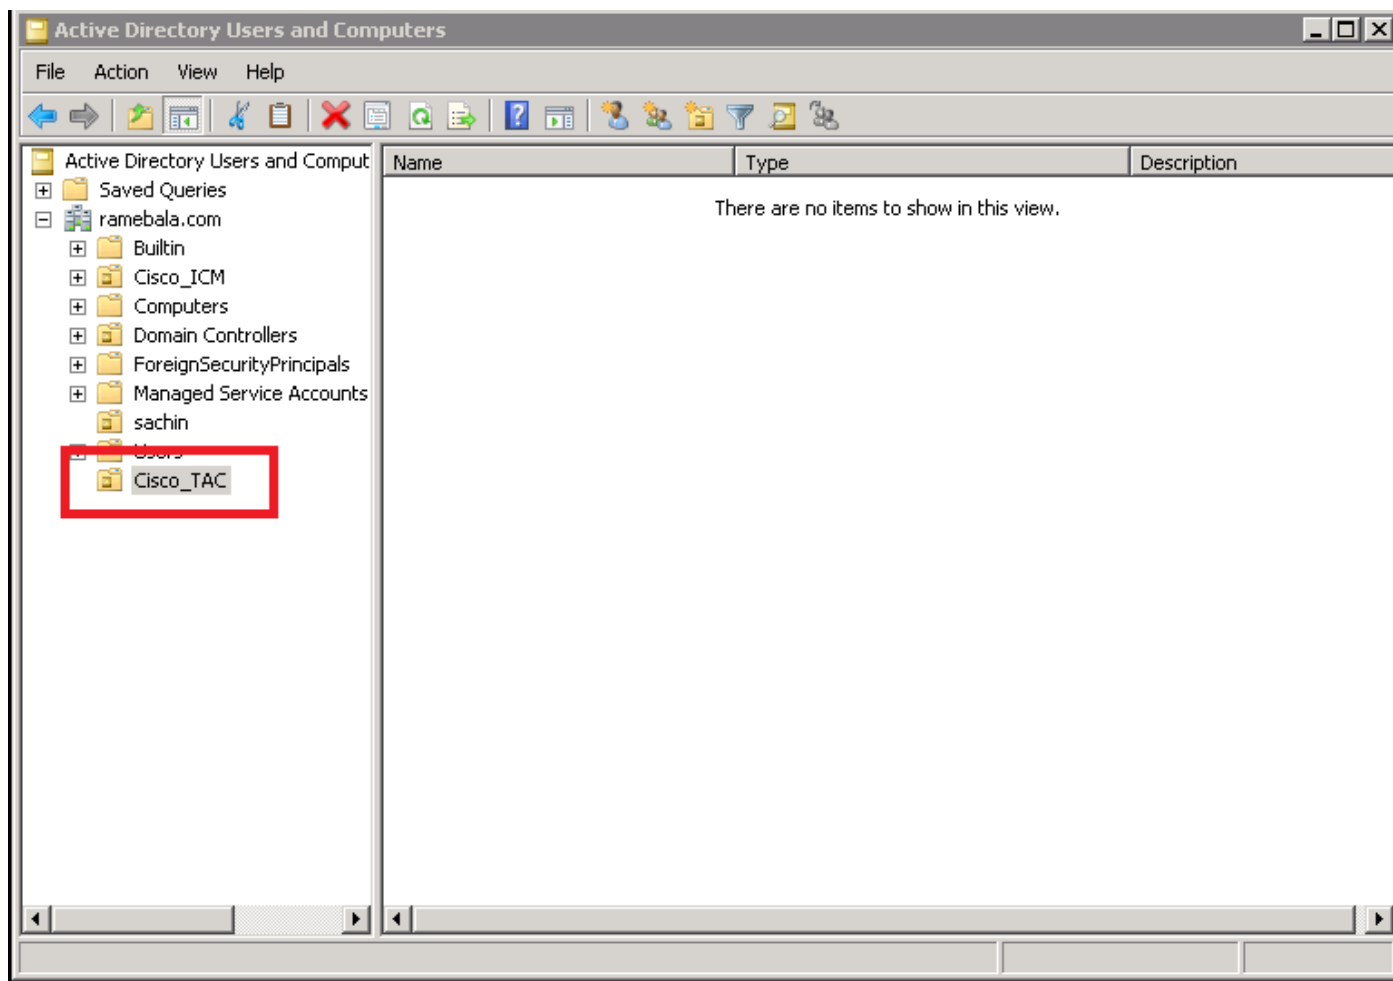 Active Directory Users and Computers
File Action View Help
Active Directory Users and Comput
Name Type Description
Saved Queries
There are no items to show in this view.
ramebala.com
Builtin
Cisco_ICM
Computers
Domain Controllers
ForeignSecurityPrincipals
Managed Service Accounts
sachin
Users
Cisco_TAC